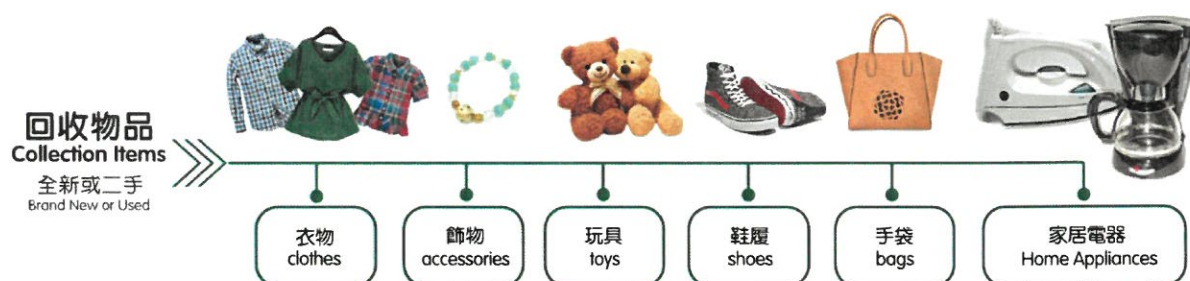 回收物品
Collection Items
全新或二手
Brand New or Used
衣物
clothes
飾物
accessories
玩具
toys
鞋履
shoes
手袋
bags
家居電器
Home Appliances